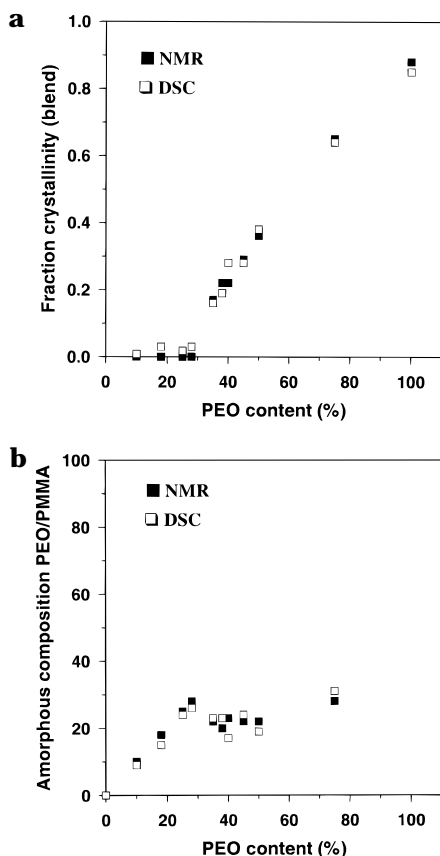 a
1.0
NMR
DSC
0.8
0.6
0.4
0.2
0.0
Fraction crystallinity (blend)
0 20 40 60 80 100
PEO content (%)
b
100
NMR
DSC
80
60
40
20
0
Amorphous composition PEO/PMMA
0 20 40 60 80 100
PEO content (%)